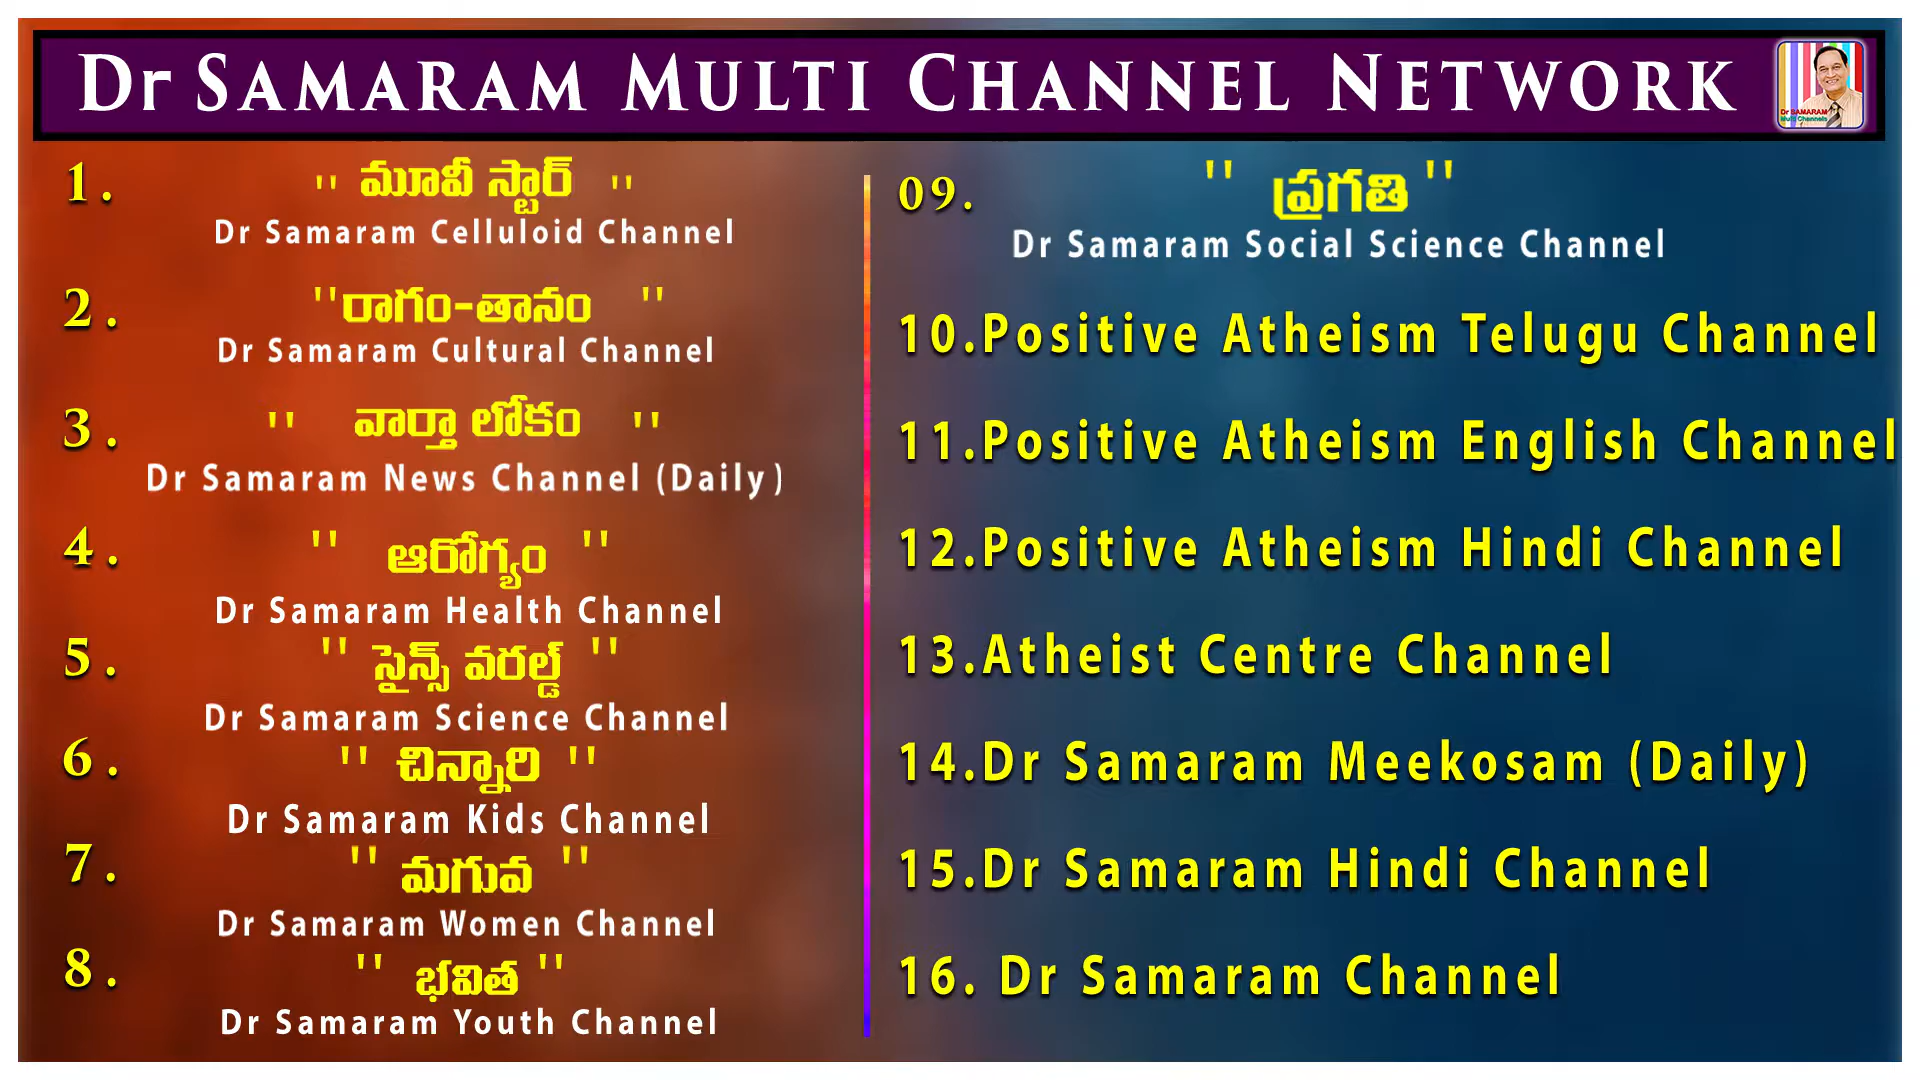 Dr SAMARAM MULTI CHANNEL NETWORK
Dr SAMARAM
Multi Channels
1. " మూవీ స్టార్ "
Dr Samaram Celluloid Channel
2. "రాగం-తానం "
Dr Samaram Cultural Channel
3. " వార్తా లోకం "
Dr Samaram News Channel (Daily)
4. " ఆరోగ్యం "
Dr Samaram Health Channel
5. " సైన్స్ వరల్డ్ "
Dr Samaram Science Channel
6. " చిన్నారి "
Dr Samaram Kids Channel
7. " మగువ "
Dr Samaram Women Channel
8. " భవిత "
Dr Samaram Youth Channel
09. " ప్రగతి "
Dr Samaram Social Science Channel
10.Positive Atheism Telugu Channel
11.Positive Atheism English Channel
12.Positive Atheism Hindi Channel
13.Atheist Centre Channel
14.Dr Samaram Meekosam (Daily)
15.Dr Samaram Hindi Channel
16. Dr Samaram Channel